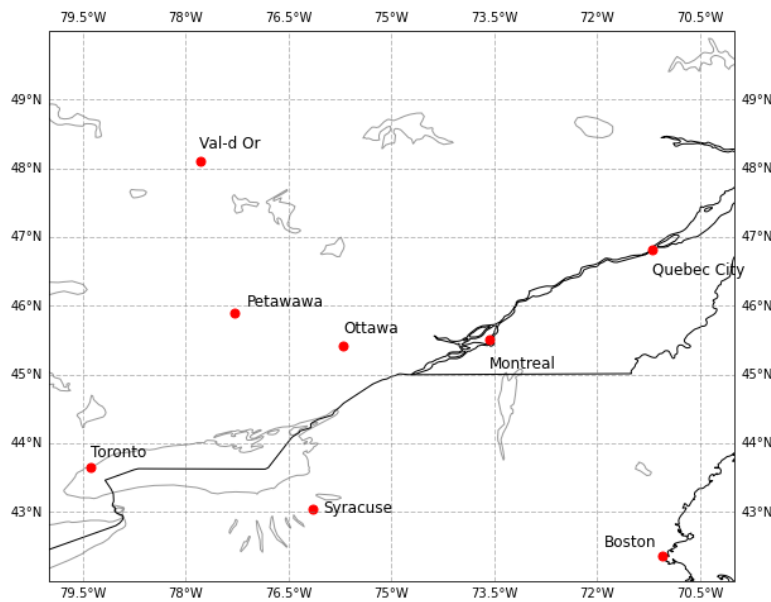 79.5°W 78°W 76.5°W 75°W 73.5°W 72°W 70.5°W
49°N 49°N
Val-d Or
48°N 48°N
47°N 47°N
Quebec City
46°N 46°N
Petawawa
Ottawa
Montreal
45°N 45°N
44°N 44°N
Toronto
43°N 43°N
Syracuse
Boston
79.5°W 78°W 76.5°W 75°W 73.5°W 72°W 70.5°W